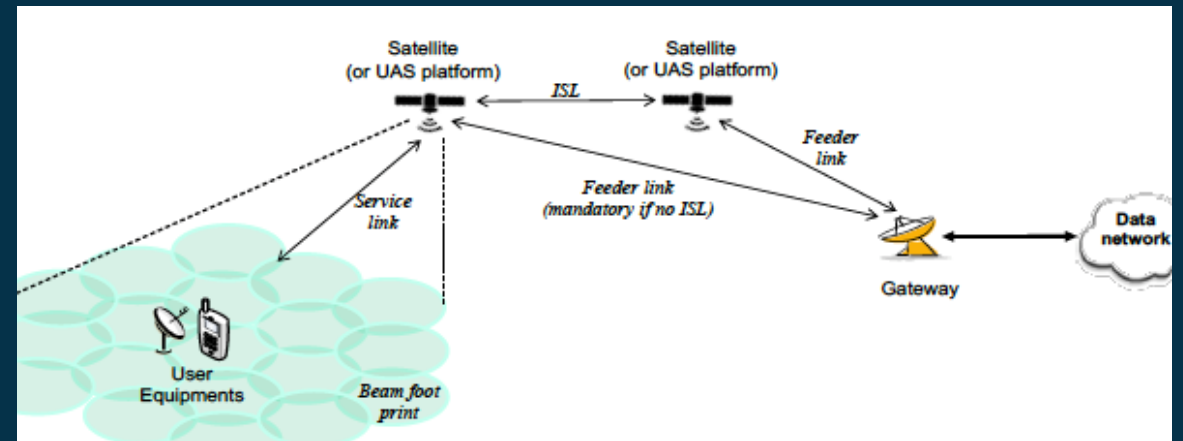 Satellite
(or UAS platform)
Satellite
(or UAS platform)
ISL
Feeder
link
Feeder link
(mandatory if no ISL)
Service
link
Data
network
Gateway
User
Equipments
Beam foot
print